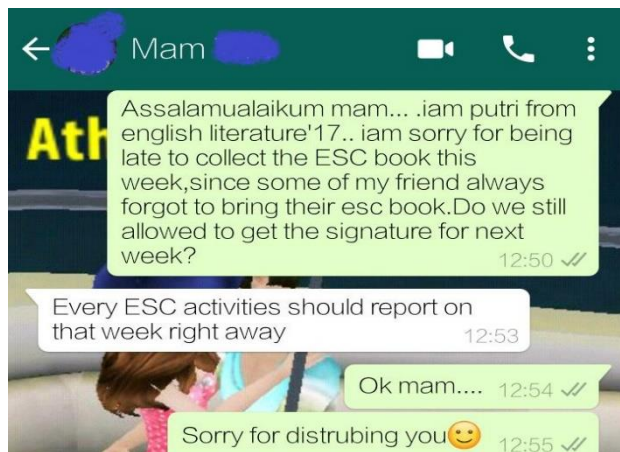 Mam
Ath
Assalamualaikum mam... .iam putri from
english literature'17.. iam sorry for being
late to collect the ESC book this
week,since some of my friend always
forgot to bring their esc book.Do we still
allowed to get the signature for next
week?
12:50
Every ESC activities should report on
that week right away
12:53
Ok mam.... 12:54
Sorry for distrubing you🙂 12:55